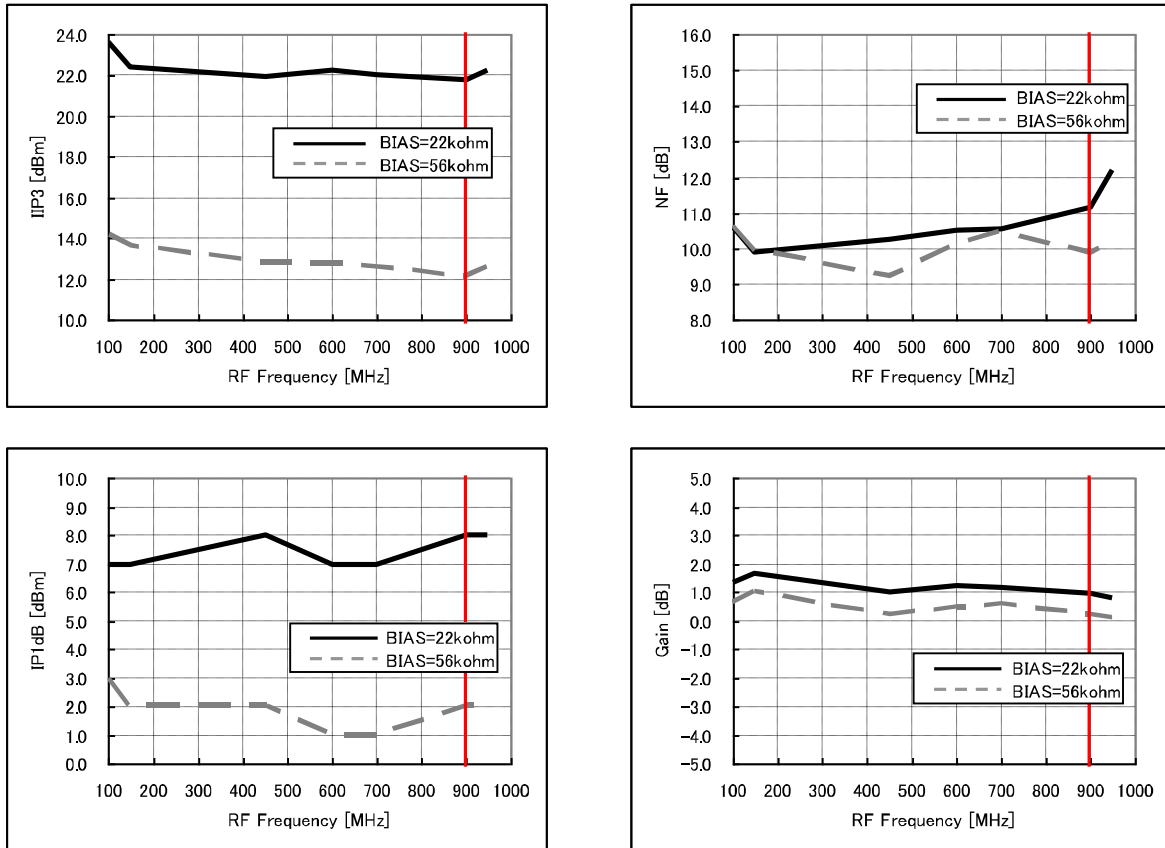 24.0
22.0
20.0
18.0
16.0
14.0
12.0
10.0
IIP3 [dBm]
BIAS=22kohm
BIAS=56kohm
100 200 300 400 500 600 700 800 900 1000
RF Frequency [MHz]
16.0
15.0
14.0
13.0
12.0
11.0
10.0
9.0
8.0
NF [dB]
BIAS=22kohm
BIAS=56kohm
100 200 300 400 500 600 700 800 900 1000
RF Frequency [MHz]
10.0
9.0
8.0
7.0
6.0
5.0
4.0
3.0
2.0
1.0
0.0
IP1dB [dBm]
BIAS=22kohm
BIAS=56kohm
100 200 300 400 500 600 700 800 900 1000
RF Frequency [MHz]
5.0
4.0
3.0
2.0
1.0
0.0
-1.0
-2.0
-3.0
-4.0
-5.0
Gain [dB]
BIAS=22kohm
BIAS=56kohm
100 200 300 400 500 600 700 800 900 1000
RF Frequency [MHz]